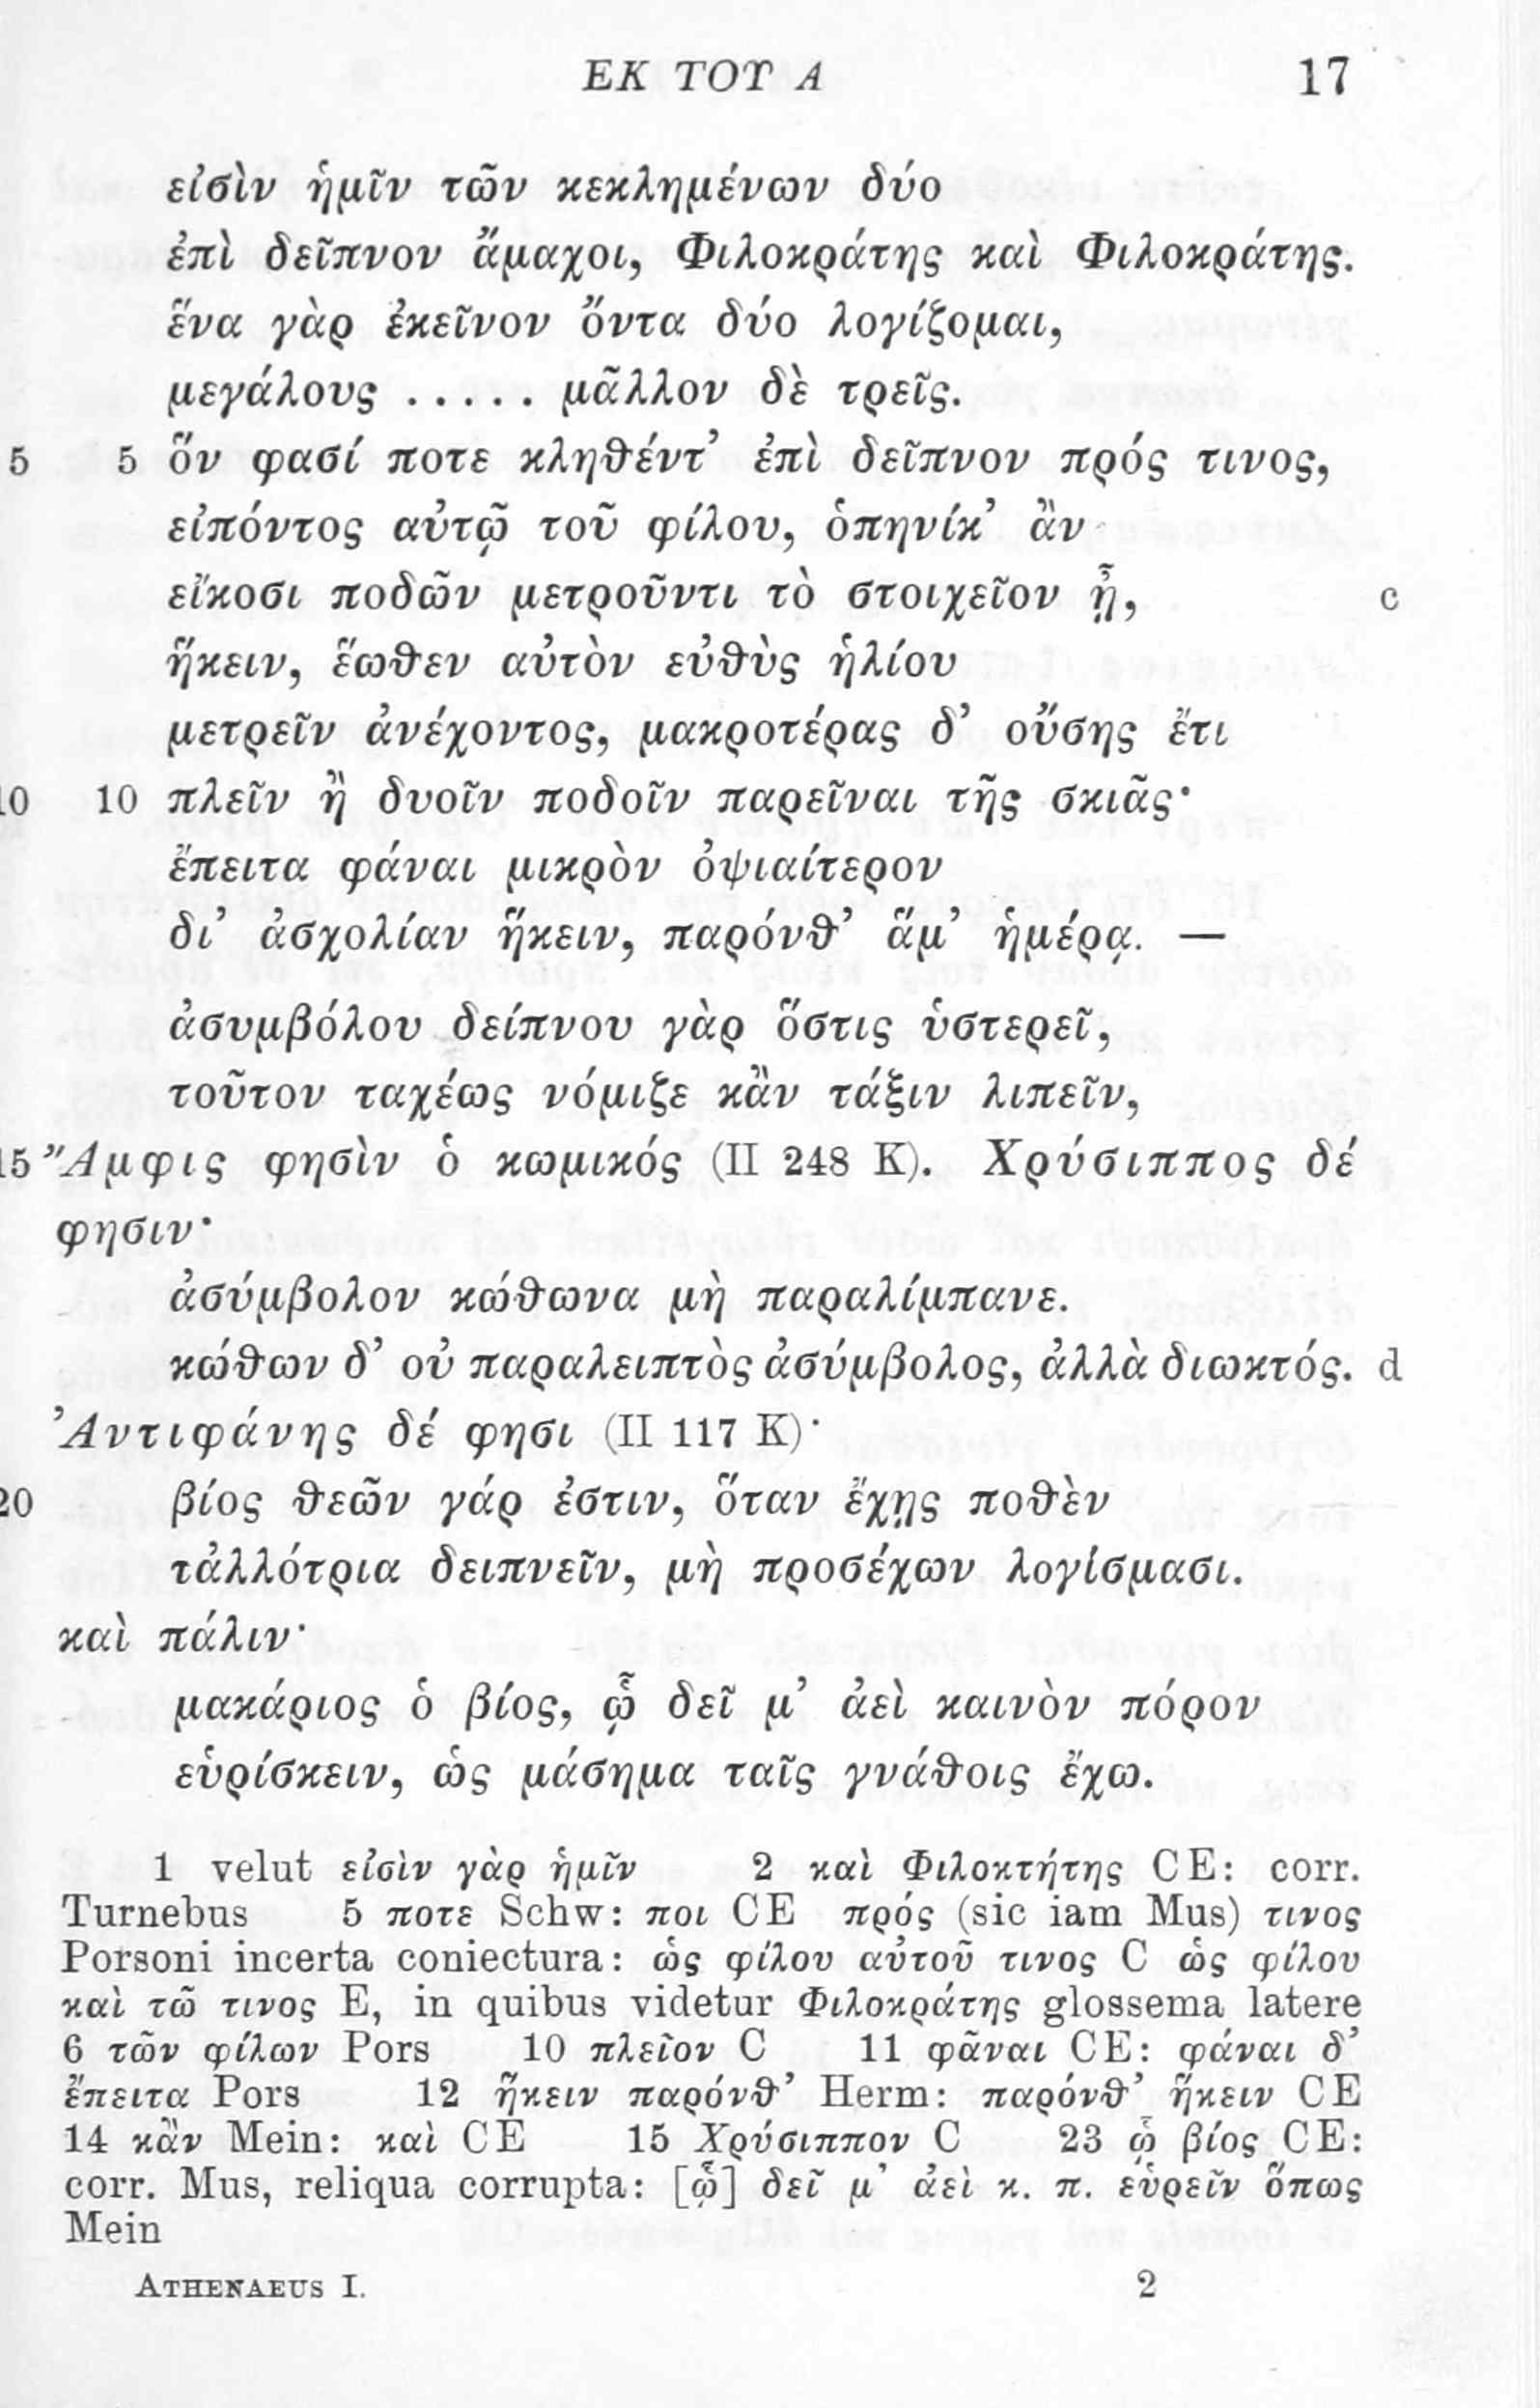 ΕΚ ΤΟΥ Α 17
εἰσὶν ἡμῖν τῶν κεκλημένων δύο
ἐπὶ δεῖπνον ἄμαχοι, Φιλοκράτης καὶ Φιλοκράτης.
ἕνα γὰρ ἐκεῖνον ὄντα δύο λογίζομαι,
μεγάλους ..... μᾶλλον δὲ τρεῖς.
5 5 ὅν φασί ποτε κληθέντ’ ἐπὶ δεῖπνον πρός τινος,
εἰπόντος αὐτῷ τοῦ φίλου, ὁπηνίκ’ ἂν
εἴκοσι ποδῶν μετροῦντι τὸ στοιχεῖον ᾖ, c
ἥκειν, ἕωθεν αὐτὸν εὐθὺς ἡλίου
μετρεῖν ἀνέχοντος, μακροτέρας δ’ οὔσης ἔτι
10 10 πλεῖν ἢ δυοῖν ποδοῖν παρεῖναι τῆς σκιᾶς·
ἔπειτα φάναι μικρὸν ὀψιαίτερον
δι’ ἀσχολίαν ἥκειν, παρόνθ’ ἅμ’ ἡμέρᾳ. —
ἀσυμβόλου δείπνου γὰρ ὅστις ὑστερεῖ,
τοῦτον ταχέως νόμιζε κἂν τάξιν λιπεῖν,
15 Ἄμφις φησὶν ὁ κωμικός (II 248 K). Χρύσιππος δέ
φησιν·
ἀσύμβολον κώθωνα μὴ παραλίμπανε.
κώθων δ’ οὐ παραλειπτὸς ἀσύμβολος, ἀλλὰ διωκτός. d
Ἀντιφάνης δέ φησι (II 117 K)·
20 βίος θεῶν γάρ ἐστιν, ὅταν ἔχῃς ποθὲν
τἀλλότρια δειπνεῖν, μὴ προσέχων λογίσμασι.
καὶ πάλιν·
μακάριος ὁ βίος, ᾧ δεῖ μ’ ἀεὶ καινὸν πόρον
εὑρίσκειν, ὡς μάσημα ταῖς γνάθοις ἔχω.
1 velut εἰσὶν γὰρ ἡμῖν 2 καὶ Φιλοκτήτης CE: corr.
Turnebus 5 ποτε Schw: ποι CE πρός (sic iam Mus) τινος
Porsoni incerta coniectura: ὡς φίλου αὐτοῦ τινος C ὡς φίλου
καὶ τῶ τινος E, in quibus videtur Φιλοκράτης glossema latere
6 τῶν φίλων Pors 10 πλεῖον C 11 φᾶναι CE: φάναι δ’
ἔπειτα Pors 12 ἥκειν παρόνθ’ Herm: παρόνθ’ ἥκειν CE
14 κἂν Mein: καὶ CE 15 Χρύσιππον C 23 ᾧ βίος CE:
corr. Mus, reliqua corrupta: [ᾧ] δεῖ μ’ ἀεὶ κ. π. εὑρεῖν ὅπως
Mein
ATHENAEUS I. 2